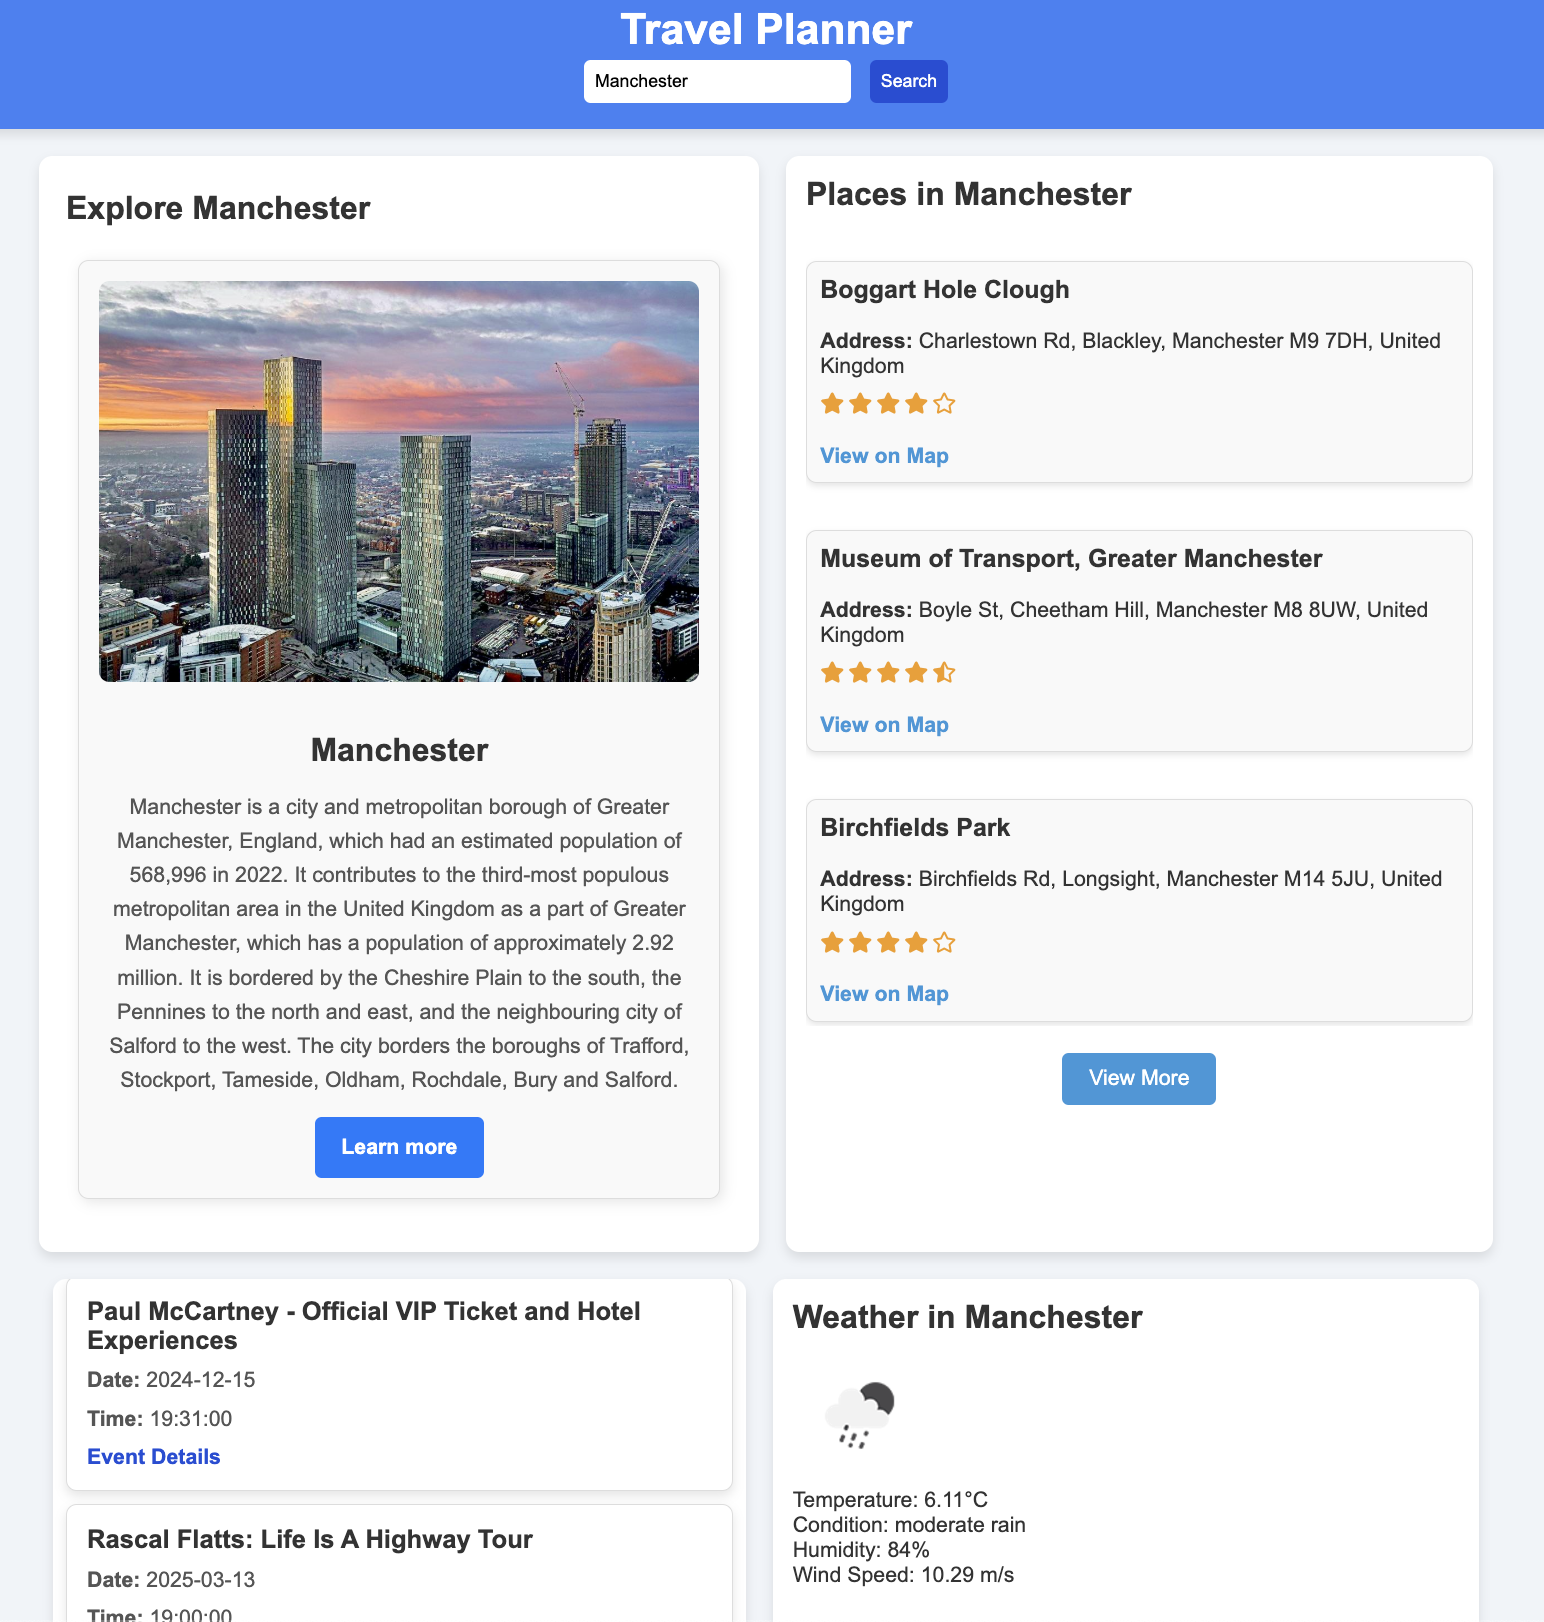 Travel Planner
Manchester
Search
Explore Manchester
Manchester
Manchester is a city and metropolitan borough of Greater
Manchester, England, which had an estimated population of
568,996 in 2022. It contributes to the third-most populous
metropolitan area in the United Kingdom as a part of Greater
Manchester, which has a population of approximately 2.92
million. It is bordered by the Cheshire Plain to the south, the
Pennines to the north and east, and the neighbouring city of
Salford to the west. The city borders the boroughs of Trafford,
Stockport, Tameside, Oldham, Rochdale, Bury and Salford.
Learn more
Places in Manchester
Boggart Hole Clough
Address: Charlestown Rd, Blackley, Manchester M9 7DH, United
Kingdom
View on Map
Museum of Transport, Greater Manchester
Address: Boyle St, Cheetham Hill, Manchester M8 8UW, United
Kingdom
View on Map
Birchfields Park
Address: Birchfields Rd, Longsight, Manchester M14 5JU, United
Kingdom
View on Map
View More
Paul McCartney - Official VIP Ticket and Hotel
Experiences
Date: 2024-12-15
Time: 19:31:00
Event Details
Rascal Flatts: Life Is A Highway Tour
Date: 2025-03-13
Time: 19:00:00
Weather in Manchester
Temperature: 6.11°C
Condition: moderate rain
Humidity: 84%
Wind Speed: 10.29 m/s